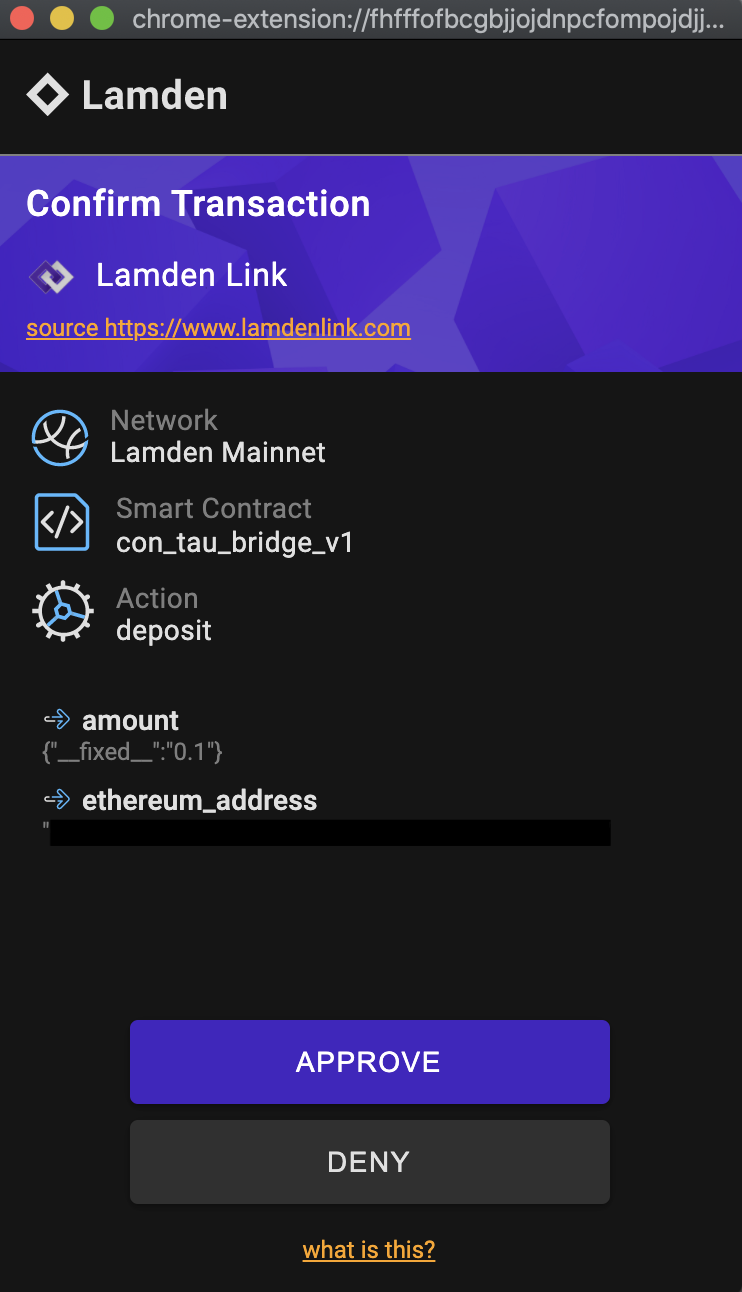 chrome-extension://fhfffofbcgbjjojdnpcfompojdjj...
Lamden
Confirm Transaction
Lamden Link
source https://www.lamdenlink.com
Network
Lamden Mainnet
Smart Contract
con_tau_bridge_v1
Action
deposit
amount
{"__fixed__":"0.1"}
ethereum_address
"
APPROVE
DENY
what is this?